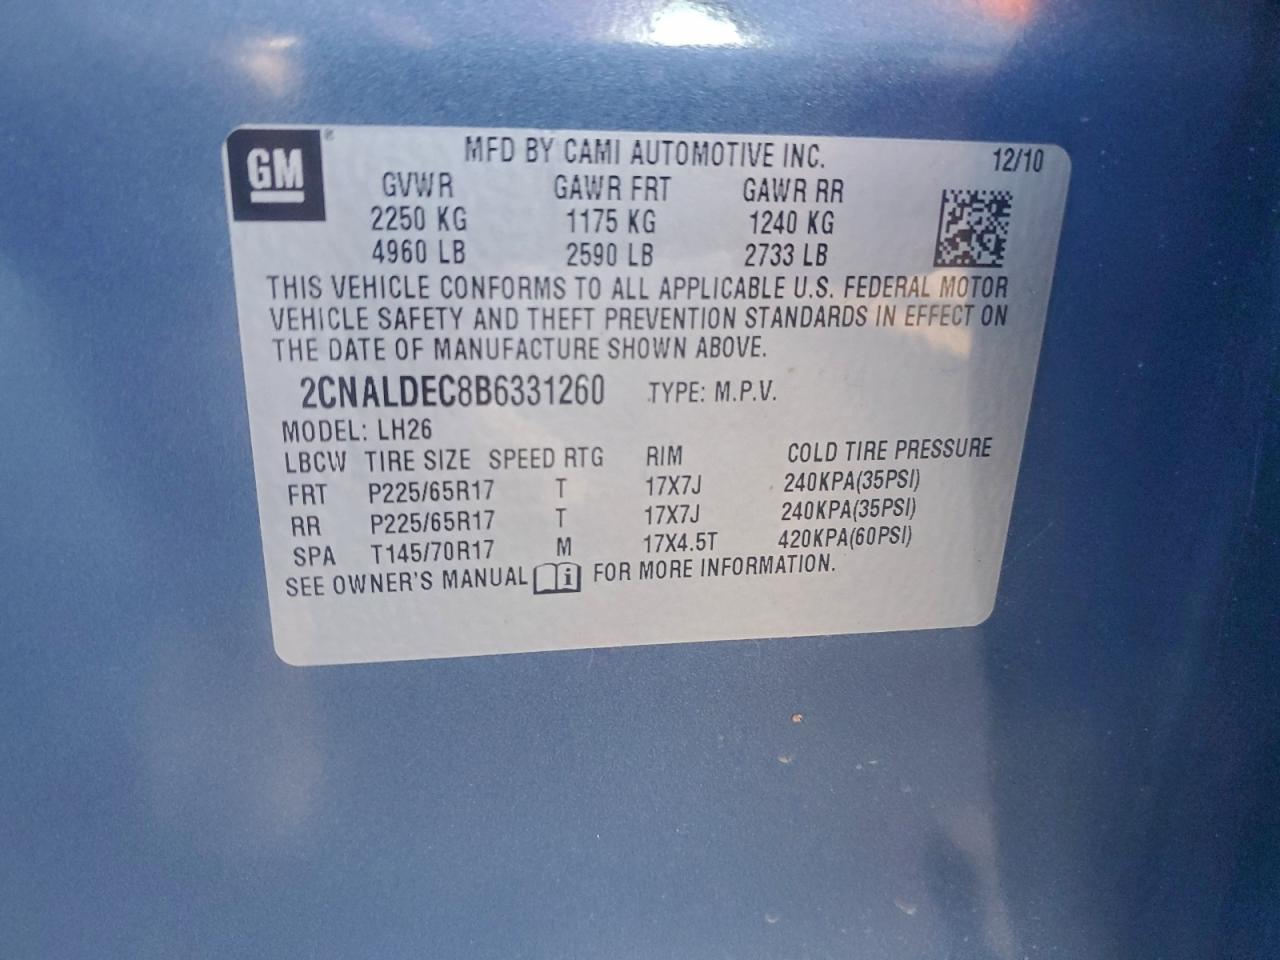 GM® MFD BY CAMI AUTOMOTIVE INC. 12/10
GVWR GAWR FRT GAWR RR
2250 KG 1175 KG 1240 KG
4960 LB 2590 LB 2733 LB
THIS VEHICLE CONFORMS TO ALL APPLICABLE U.S. FEDERAL MOTOR
VEHICLE SAFETY AND THEFT PREVENTION STANDARDS IN EFFECT ON
THE DATE OF MANUFACTURE SHOWN ABOVE.
2CNALDEC8B6331260 TYPE: M.P.V.
MODEL: LH26
LBCW TIRE SIZE SPEED RTG RIM COLD TIRE PRESSURE
FRT P225/65R17 T 17X7J 240KPA(35PSI)
RR P225/65R17 T 17X7J 240KPA(35PSI)
SPA T145/70R17 M 17X4.5T 420KPA(60PSI)
SEE OWNER'S MANUAL FOR MORE INFORMATION.